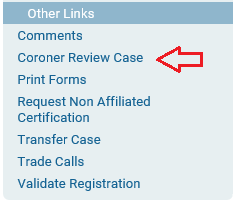 Other Links
Comments
Coroner Review Case
Print Forms
Request Non Affiliated
Certification
Transfer Case
Trade Calls
Validate Registration